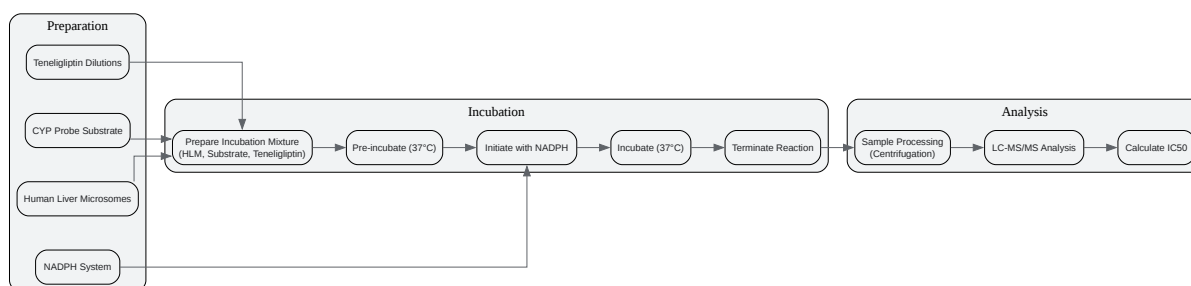 Preparation
Teneligliptin Dilutions
CYP Probe Substrate
Human Liver Microsomes
NADPH System
Incubation
Prepare Incubation Mixture
(HLM, Substrate, Teneligliptin)
Pre-incubate (37°C)
Initiate with NADPH
Incubate (37°C)
Terminate Reaction
Analysis
Sample Processing
(Centrifugation)
LC-MS/MS Analysis
Calculate IC50